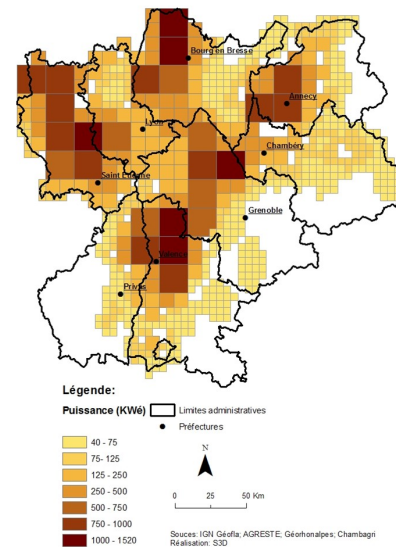 Bourg en Bresse
Annecy
Lyon
Chambéry
Saint Etienne
Grenoble
Valence
Privas
Légende:
Puissance (KWé)
Limites administratives
Préfectures
40 - 75
75- 125
125 - 250
250 - 500
500 - 750
750 - 1000
1000 - 1520
N
0 25 50 Km
Souces: IGN Géofla; AGRESTE; Géorhonalpes; Chambagri
Réalisation: S3D